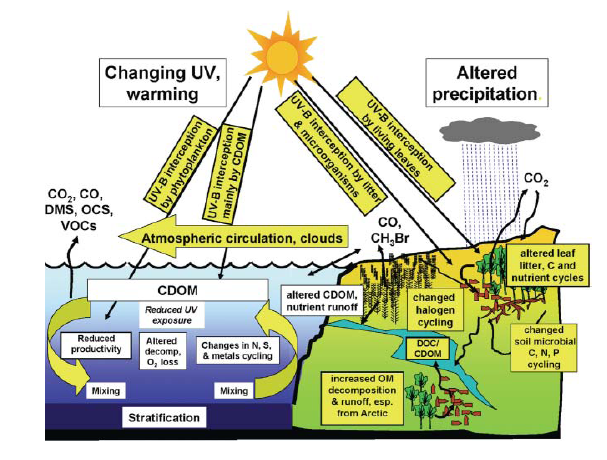 Changing UV,
warming
Altered
precipitation.
UV-B interception
by phytoplankton
UV-B interception
mainly by CDOM
UV-B interception by litter
& microorganisms
UV-B interception
by living leaves
CO2, CO,
DMS, OCS,
VOCs
Atmospheric circulation, clouds
CO,
CH3Br
CO2
altered leaf
litter, C and
nutrient cycles
CDOM
Reduced UV
exposure
altered CDOM,
nutrient runoff
changed
halogen
cycling
changed
soil microbial
C, N, P
cycling
Reduced
productivity
Altered
decomp,
O2 loss
Changes in N, S,
& metals cycling
DOC/
CDOM
Mixing
Mixing
increased OM
decomposition
& runoff, esp.
from Arctic
Stratification